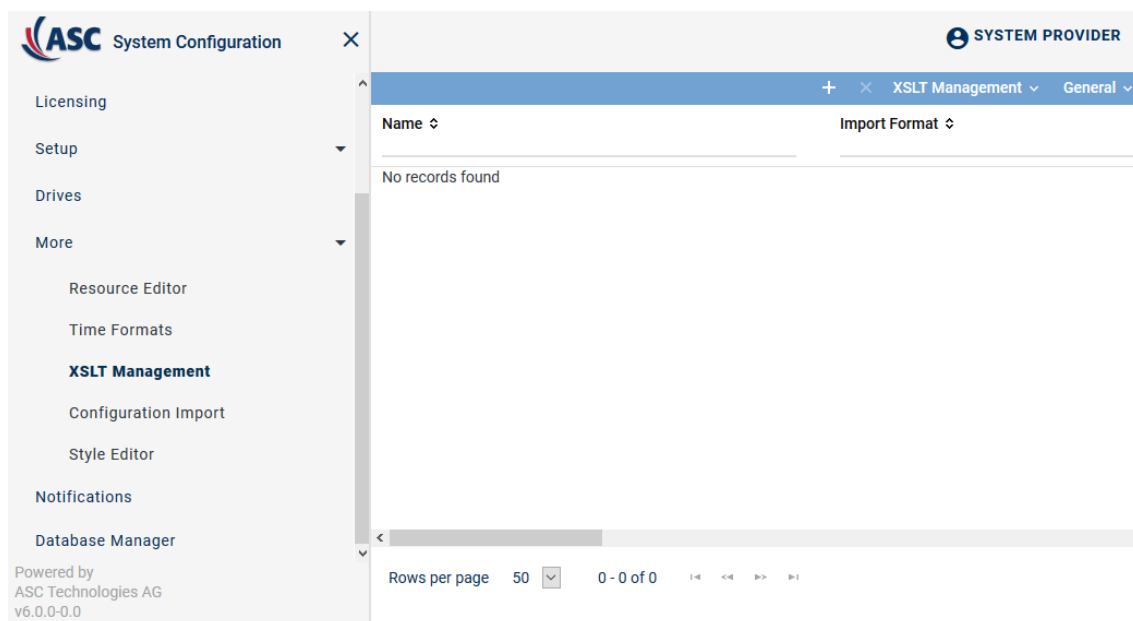 ASC System Configuration
SYSTEM PROVIDER
Licensing
Setup
Drives
More
Resource Editor
Time Formats
XSLT Management
Configuration Import
Style Editor
Notifications
Database Manager
Powered by
ASC Technologies AG
v6.0.0-0.0
XSLT Management General
Name Import Format
No records found
Rows per page 50 0 - 0 of 0